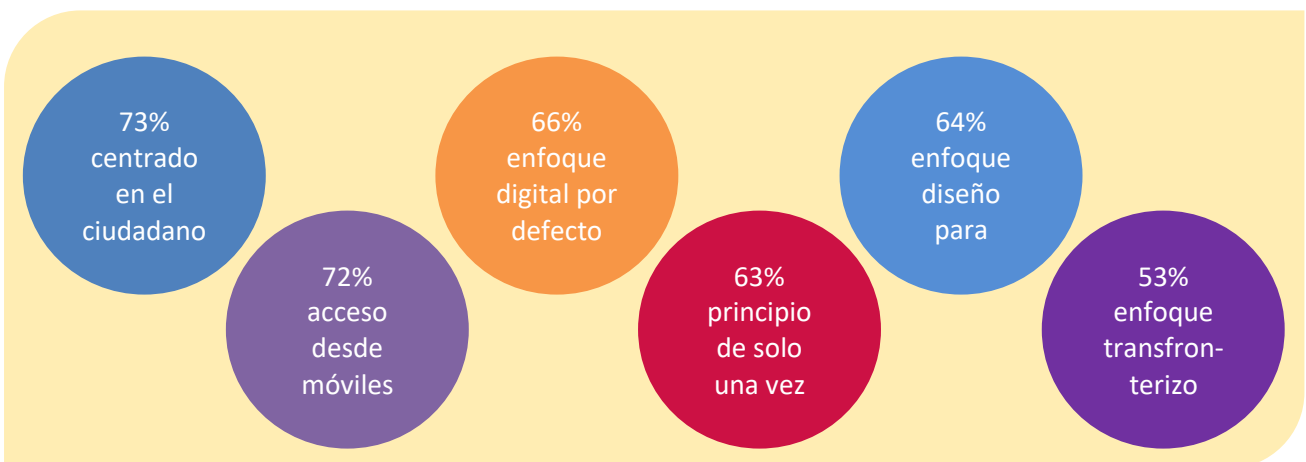 73%
centrado
en el
ciudadano
72%
acceso
desde
móviles
66%
enfoque
digital por
defecto
63%
principio
de solo
una vez
64%
enfoque
diseño
para
53%
enfoque
transfron-
terizo